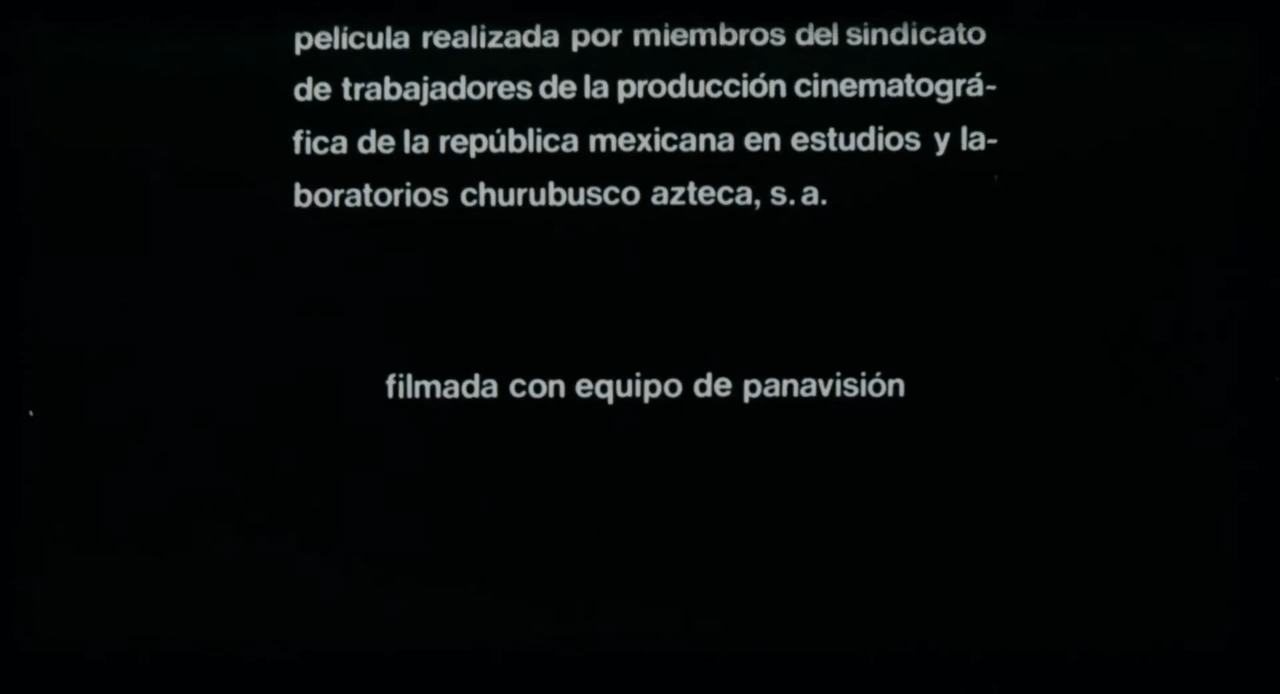 película realizada por miembros del sindicato
de trabajadores de la producción cinematográ-
fica de la república mexicana en estudios y la-
boratorios churubusco azteca, s. a.
filmada con equipo de panavisión